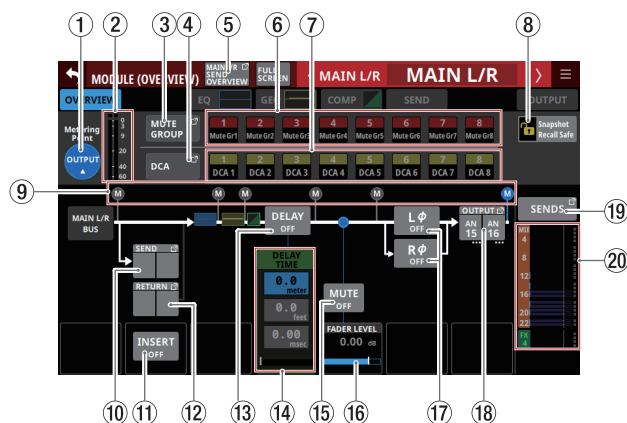 ① ② ③ ④ ⑤ ⑥ ⑦ ⑧
MODULE (OVERVIEW)
MAIN L/R SEND OVERVIEW
FULL SCREEN
MAIN L/R
MAIN L/R
OVERVIEW
EQ
GEQ
COMP
SEND
OUTPUT
Metering Point
OUTPUT
0
3
9
20
40
60
MUTE GROUP
1 2 3 4 5 6 7 8
Mute Gr1 Mute Gr2 Mute Gr3 Mute Gr4 Mute Gr5 Mute Gr6 Mute Gr7 Mute Gr8
Snapshot Recall Safe
DCA
1 2 3 4 5 6 7 8
DCA 1 DCA 2 DCA 3 DCA 4 DCA 5 DCA 6 DCA 7 DCA 8
⑨
M M M M M M
MAIN L/R BUS
DELAY OFF
L Ø OFF
R Ø OFF
OUTPUT
AN 15
AN 16
SENDS
⑲
SEND
RETURN
INSERT OFF
DELAY TIME
0.0 meter
0.0 feet
0.00 msec
MUTE OFF
FADER LEVEL
0.00 dB
MIX
4
8
12
16
20
22
FX
4
⑳
⑩ ⑪ ⑫ ⑬ ⑭ ⑮ ⑯ ⑰ ⑱